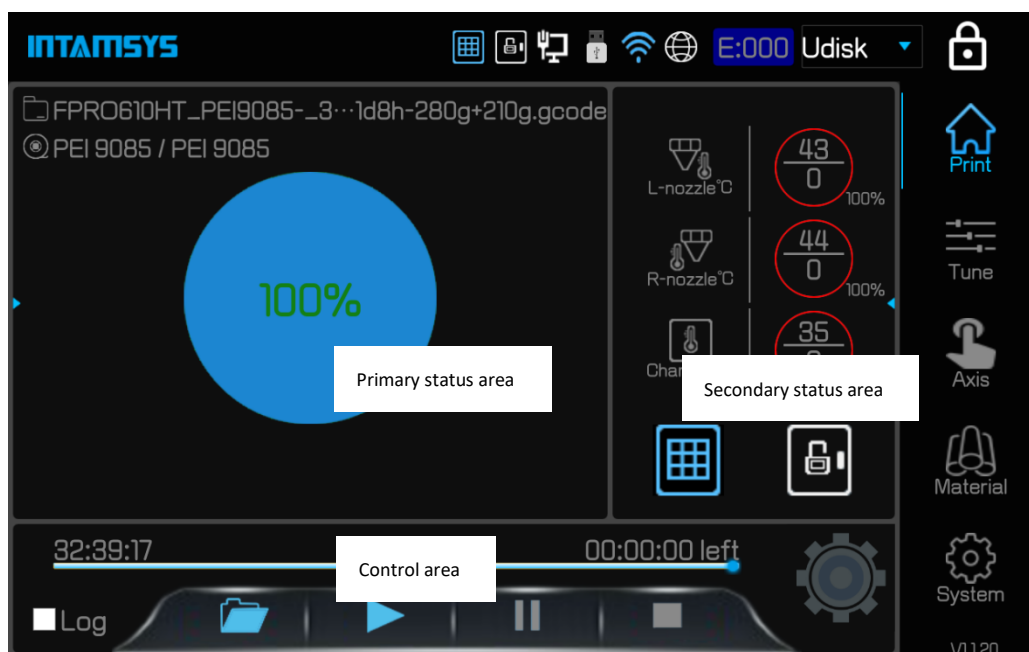 INTAMSYS
E:000 Udisk
FPRO610HT_PEI9085-_3···1d8h-280g+210g.gcode
PEI 9085 / PEI 9085
100%
Primary status area
L-nozzle°C
43
0
100%
R-nozzle°C
44
0
100%
35
Secondary status area
Print
Tune
Axis
Material
System
32:39:17
00:00:00 left
Control area
Log